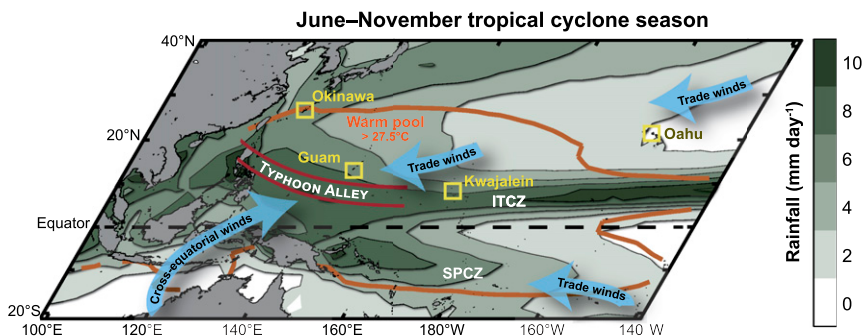 June–November tropical cyclone season
40°N
20°N
Equator
20°S
100°E
120°E
140°E
160°E
180°W
160°W
140 W
Okinawa
Warm pool
> 27.5°C
Guam
TYPHOON ALLEY
Trade winds
Trade winds
Oahu
Kwajalein
ITCZ
Cross-equatorial winds
SPCZ
Trade winds
Rainfall (mm day-1)
10
8
6
4
2
0